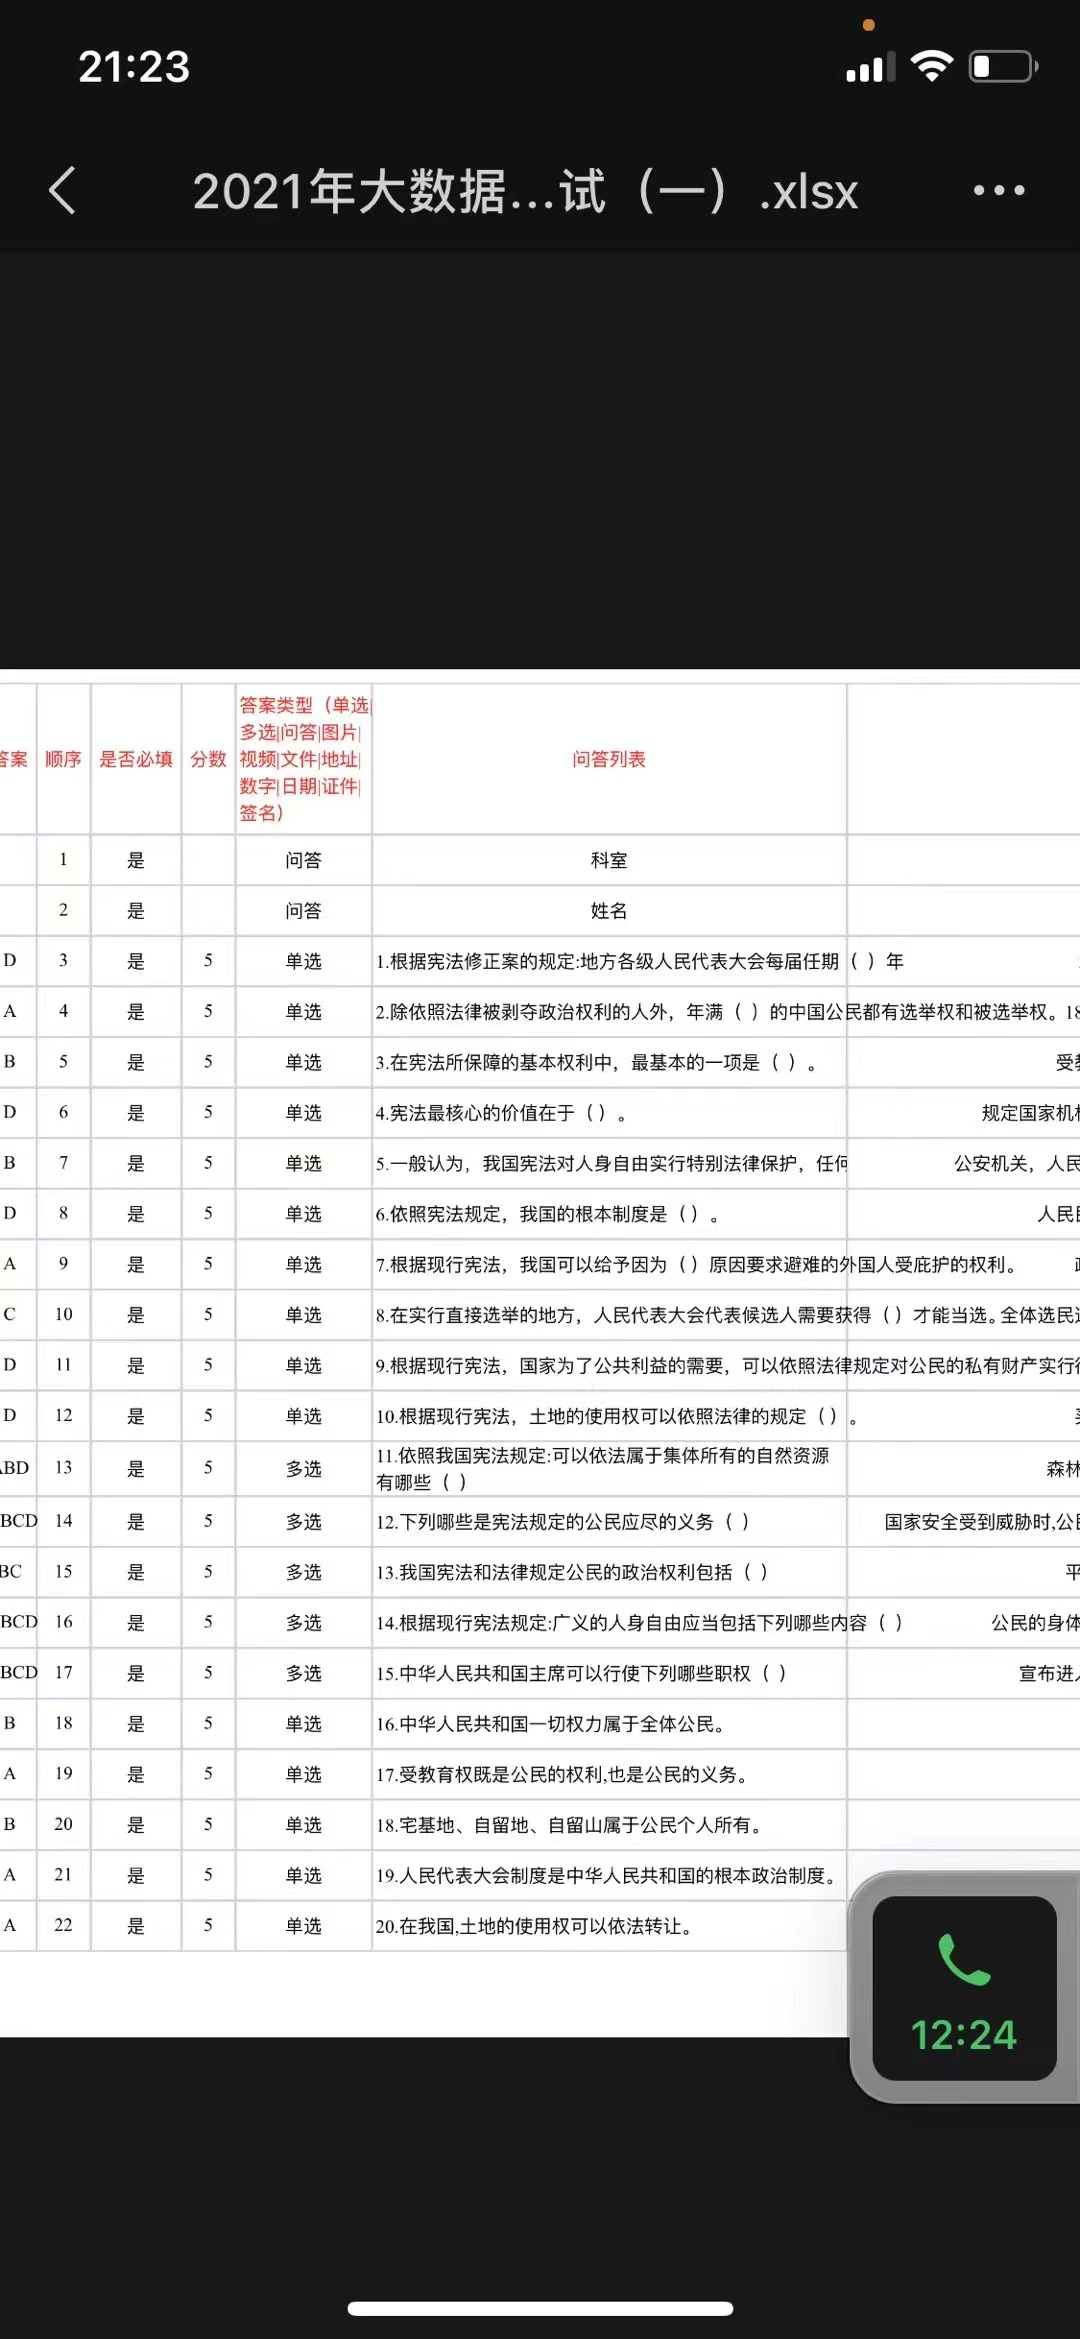 21:23
2021年大数据...试（一）.xlsx
答案 顺序 是否必填 分数 答案类型（单选|多选|问答|图片|视频|文件|地址|数字|日期|证件|签名） 问答列表
1 是 问答 科室
2 是 问答 姓名
D 3 是 5 单选 1.根据宪法修正案的规定:地方各级人民代表大会每届任期（ ）年
A 4 是 5 单选 2.除依照法律被剥夺政治权利的人外，年满（ ）的中国公民都有选举权和被选举权。18
B 5 是 5 单选 3.在宪法所保障的基本权利中，最基本的一项是（ ）。 受
D 6 是 5 单选 4.宪法最核心的价值在于（）。 规定国家机
B 7 是 5 单选 5.一般认为，我国宪法对人身自由实行特别法律保护，任何 公安机关，人民
D 8 是 5 单选 6.依照宪法规定，我国的根本制度是（）。 人民
A 9 是 5 单选 7.根据现行宪法，我国可以给予因为（）原因要求避难的外国人受庇护的权利。
C 10 是 5 单选 8.在实行直接选举的地方，人民代表大会代表候选人需要获得（ ）才能当选。全体选民
D 11 是 5 单选 9.根据现行宪法，国家为了公共利益的需要，可以依照法律规定对公民的私有财产实行
D 12 是 5 单选 10.根据现行宪法，土地的使用权可以依照法律的规定（）。
ABD 13 是 5 多选 11.依照我国宪法规定:可以依法属于集体所有的自然资源
有哪些（ ）
森林
BCD 14 是 5 多选 12.下列哪些是宪法规定的公民应尽的义务（ ） 国家安全受到威胁时,公
BC 15 是 5 多选 13.我国宪法和法律规定公民的政治权利包括（ ） 平
BCD 16 是 5 多选 14.根据现行宪法规定:广义的人身自由应当包括下列哪些内容（ ） 公民的身体
BCD 17 是 5 多选 15.中华人民共和国主席可以行使下列哪些职权（ ） 宣布进
B 18 是 5 单选 16.中华人民共和国一切权力属于全体公民。
A 19 是 5 单选 17.受教育权既是公民的权利,也是公民的义务。
B 20 是 5 单选 18.宅基地、自留地、自留山属于公民个人所有。
A 21 是 5 单选 19.人民代表大会制度是中华人民共和国的根本政治制度。
A 22 是 5 单选 20.在我国,土地的使用权可以依法转让。
12:24